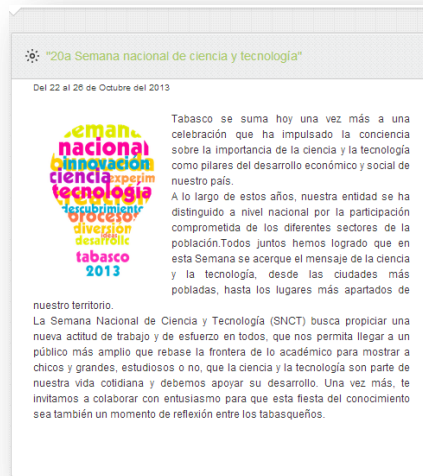 "20a Semana nacional de ciencia y tecnología"
Del 22 al 26 de Octubre del 2013
semana
nacional
innovación
ciencia experim
tecnología
creación
descubrimiento
proceso
diversión
ideas
desarrollo
tabasco
2013
Tabasco se suma hoy una vez más a una
celebración que ha impulsado la conciencia
sobre la importancia de la ciencia y la tecnología
como pilares del desarrollo económico y social de
nuestro país.
A lo largo de estos años, nuestra entidad se ha
distinguido a nivel nacional por la participación
comprometida de los diferentes sectores de la
población.Todos juntos hemos logrado que en
esta Semana se acerque el mensaje de la ciencia
y la tecnología, desde las ciudades más
pobladas, hasta los lugares más apartados de
nuestro territorio.
La Semana Nacional de Ciencia y Tecnología (SNCT) busca propiciar una
nueva actitud de trabajo y de esfuerzo en todos, que nos permita llegar a un
público más amplio que rebase la frontera de lo académico para mostrar a
chicos y grandes, estudiosos o no, que la ciencia y la tecnología son parte de
nuestra vida cotidiana y debemos apoyar su desarrollo. Una vez más, te
invitamos a colaborar con entusiasmo para que esta fiesta del conocimiento
sea también un momento de reflexión entre los tabasqueños.